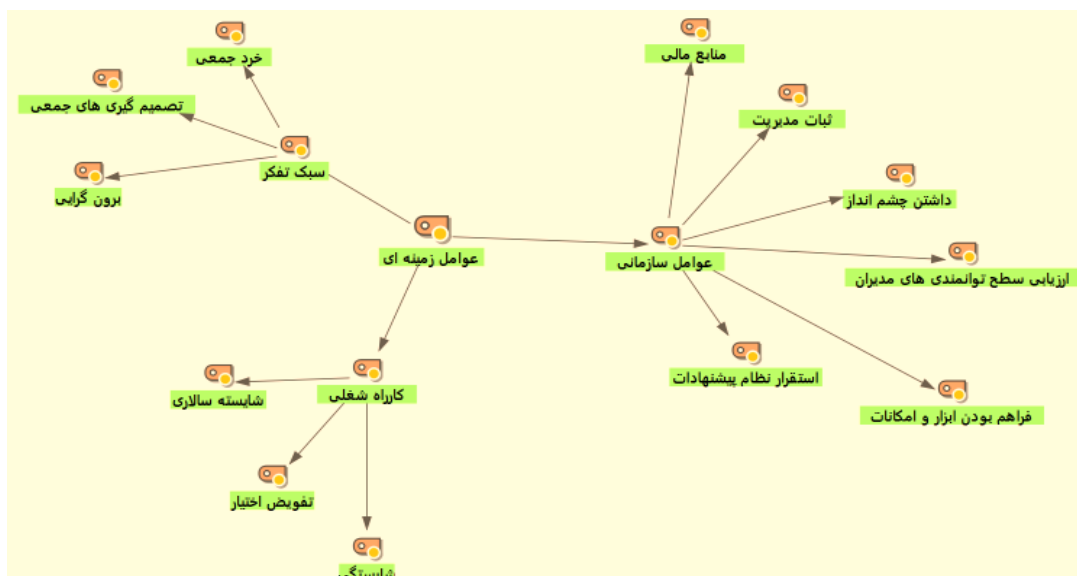 خرد جمعی
منابع مالی
تصمیم گیری های جمعی
ثبات مدیریت
سبک تفکر
برون گرایی
داشتن چشم انداز
عوامل زمینه ای
عوامل سازمانی
ارزیابی سطح توانمندی های مدیران
استقرار نظام پیشنهادات
کارراه شغلی
شایسته سالاری
فراهم بودن ابزار و امکانات
تفویض اختیار
شایستگی